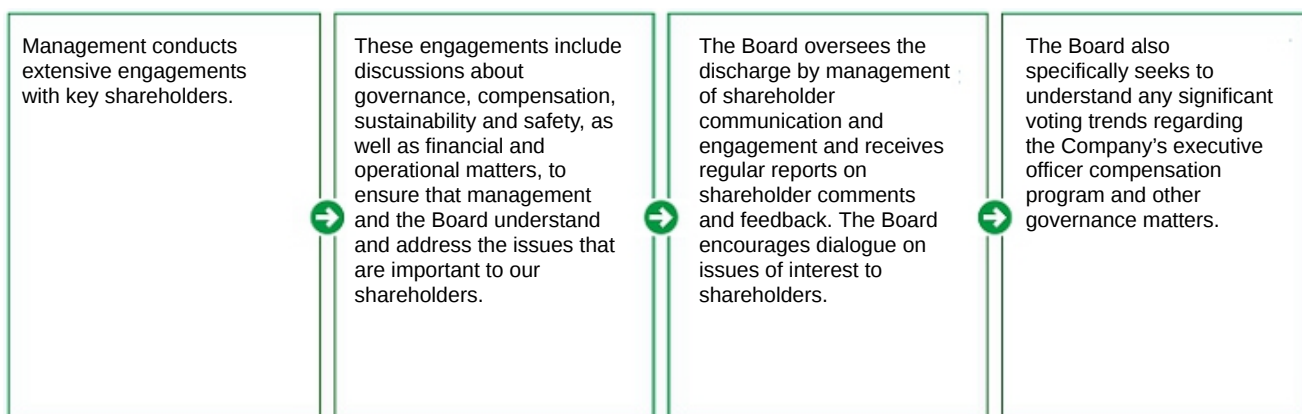 Management conducts
extensive engagements
with key shareholders.
These engagements include
discussions about
governance, compensation,
sustainability and safety, as
well as financial and
operational matters, to
ensure that management
and the Board understand
and address the issues that
are important to our
shareholders.
The Board oversees the
discharge by management
of shareholder
communication and
engagement and receives
regular reports on
shareholder comments
and feedback. The Board
encourages dialogue on
issues of interest to
shareholders.
The Board also
specifically seeks to
understand any significant
voting trends regarding
the Company’s executive
officer compensation
program and other
governance matters.